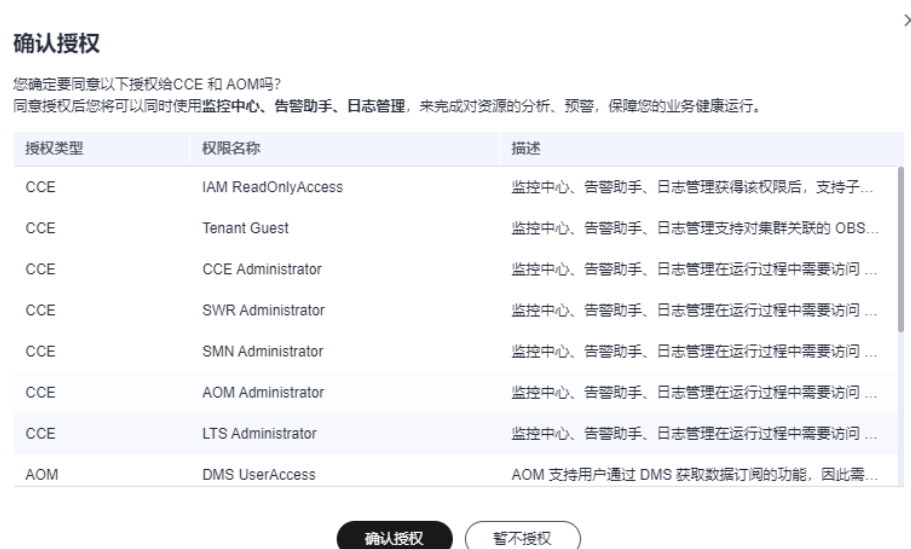 确认授权
您确定要同意以下授权给CCE 和 AOM吗?
同意授权后您将可以同时使用监控中心、告警助手、日志管理，来完成对资源的分析、预警，保障您的业务健康运行。
授权类型 权限名称 描述
CCE IAM ReadOnlyAccess 监控中心、告警助手、日志管理获得该权限后，支持子...
CCE Tenant Guest 监控中心、告警助手、日志管理支持对集群关联的 OBS...
CCE CCE Administrator 监控中心、告警助手、日志管理在运行过程中需要访问 ...
CCE SWR Administrator 监控中心、告警助手、日志管理在运行过程中需要访问 ...
CCE SMN Administrator 监控中心、告警助手、日志管理在运行过程中需要访问 ...
CCE AOM Administrator 监控中心、告警助手、日志管理在运行过程中需要访问 ...
CCE LTS Administrator 监控中心、告警助手、日志管理在运行过程中需要访问 ...
AOM DMS UserAccess AOM 支持用户通过 DMS 获取数据订阅的功能，因此需...
确认授权 暂不授权